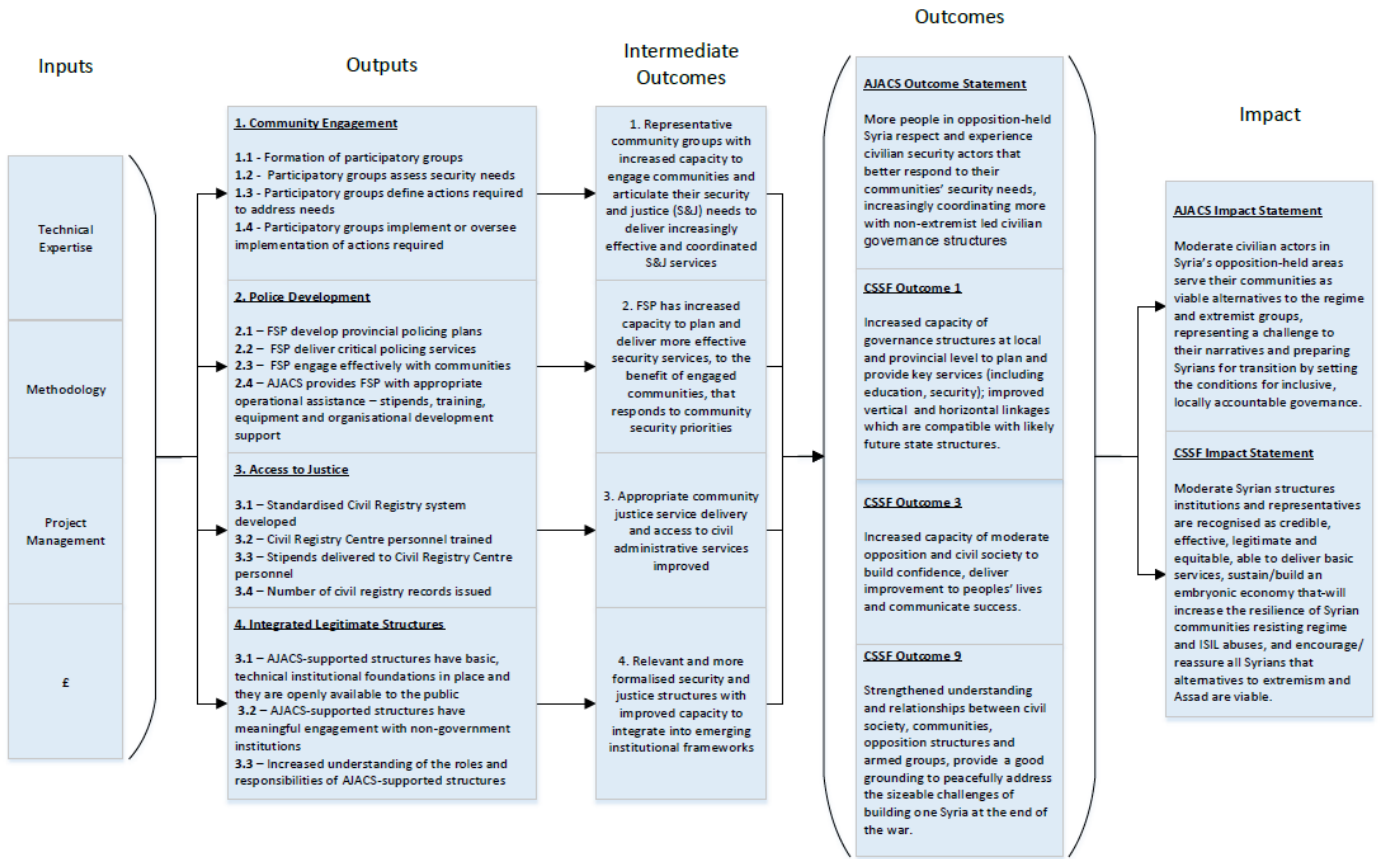 Inputs
Technical
Expertise
Methodology
Project
Management
£
Outputs
1. Community Engagement
1.1 - Formation of participatory groups
1.2 - Participatory groups assess security needs
1.3 - Participatory groups define actions required
to address needs
1.4 - Participatory groups implement or oversee
implementation of actions required
2. Police Development
2.1 – FSP develop provincial policing plans
2.2 – FSP deliver critical policing services
2.3 – FSP engage effectively with communities
2.4 – AJACS provides FSP with appropriate
operational assistance – stipends, training,
equipment and organisational development
support
3. Access to Justice
3.1 – Standardised Civil Registry system
developed
3.2 – Civil Registry Centre personnel trained
3.3 – Stipends delivered to Civil Registry Centre
personnel
3.4 – Number of civil registry records issued
4. Integrated Legitimate Structures
3.1 – AJACS-supported structures have basic,
technical institutional foundations in place and
they are openly available to the public
3.2 – AJACS-supported structures have
meaningful engagement with non-government
institutions
3.3 – Increased understanding of the roles and
responsibilities of AJACS-supported structures
Intermediate
Outcomes
1. Representative
community groups with
increased capacity to
engage communities and
articulate their security
and justice (S&J) needs to
deliver increasingly
effective and coordinated
S&J services
2. FSP has increased
capacity to plan and
deliver more effective
security services, to the
benefit of engaged
communities, that
responds to community
security priorities
3. Appropriate community
justice service delivery
and access to civil
administrative services
improved
4. Relevant and more
formalised security and
justice structures with
improved capacity to
integrate into emerging
institutional frameworks
Outcomes
AJACS Outcome Statement
More people in opposition-held
Syria respect and experience
civilian security actors that
better respond to their
communities’ security needs,
increasingly coordinating more
with non-extremist led civilian
governance structures
CSSF Outcome 1
Increased capacity of
governance structures at local
and provincial level to plan and
provide key services (including
education, security); improved
vertical and horizontal linkages
which are compatible with likely
future state structures.
CSSF Outcome 3
Increased capacity of moderate
opposition and civil society to
build confidence, deliver
improvement to peoples’ lives
and communicate success.
CSSF Outcome 9
Strengthened understanding
and relationships between civil
society, communities,
opposition structures and
armed groups, provide a good
grounding to peacefully address
the sizeable challenges of
building one Syria at the end of
the war.
Impact
AJACS Impact Statement
Moderate civilian actors in
Syria’s opposition-held areas
serve their communities as
viable alternatives to the regime
and extremist groups,
representing a challenge to
their narratives and preparing
Syrians for transition by setting
the conditions for inclusive,
locally accountable governance.
CSSF Impact Statement
Moderate Syrian structures
institutions and representatives
are recognised as credible,
effective, legitimate and
equitable, able to deliver basic
services, sustain/build an
embryonic economy that-will
increase the resilience of Syrian
communities resisting regime
and ISIL abuses, and encourage/
reassure all Syrians that
alternatives to extremism and
Assad are viable.